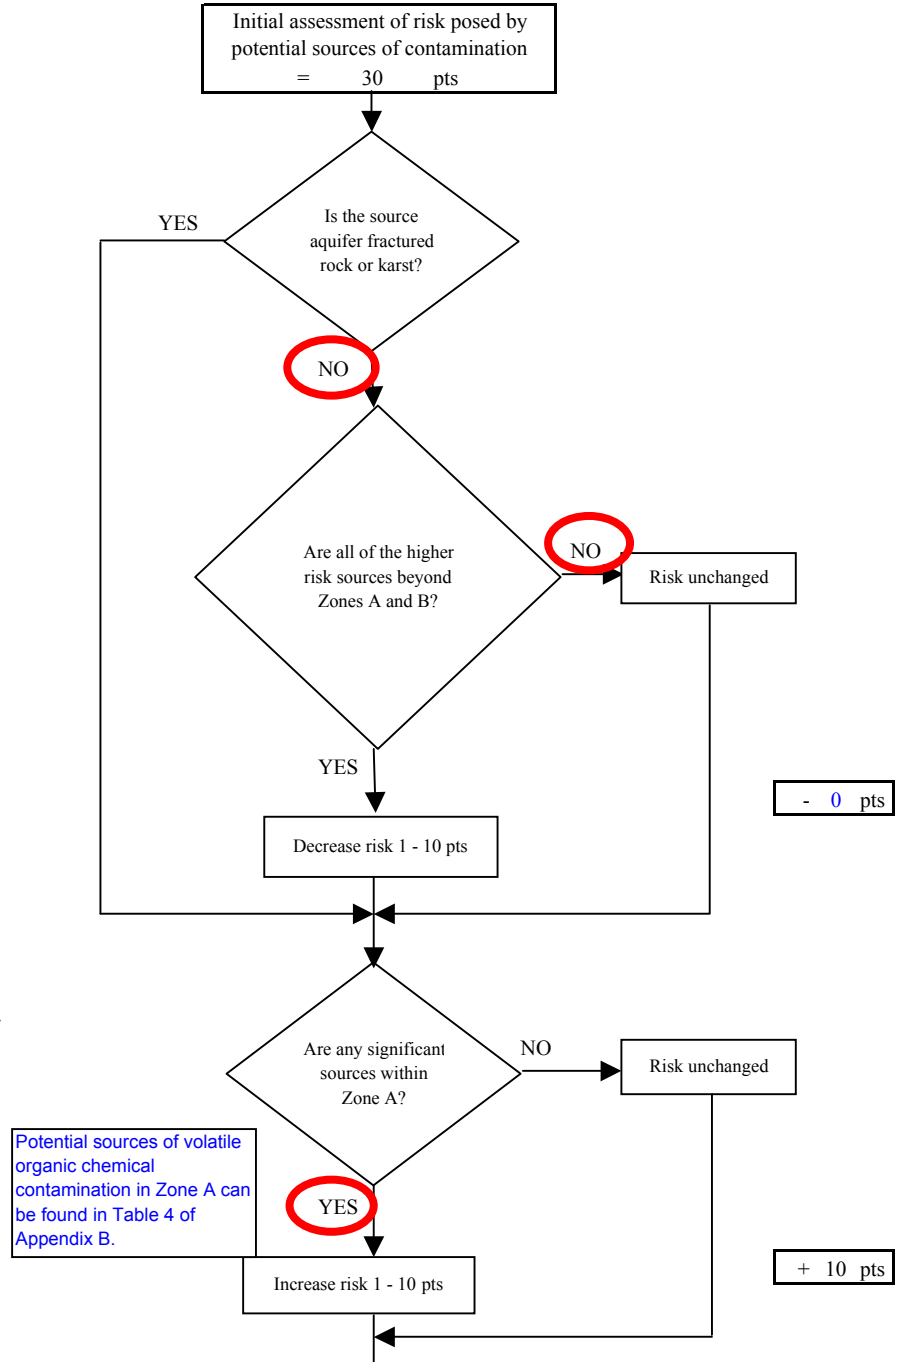 Initial assessment of risk posed by
potential sources of contamination
= 30 pts
YES
Is the source
aquifer fractured
rock or karst?
NO
Are all of the higher
risk sources beyond
Zones A and B?
NO
Risk unchanged
YES
- 0 pts
Decrease risk 1 - 10 pts
Are any significant
sources within
Zone A?
NO
Risk unchanged
Potential sources of volatile
organic chemical
contamination in Zone A can
be found in Table 4 of
Appendix B.
YES
+ 10 pts
Increase risk 1 - 10 pts